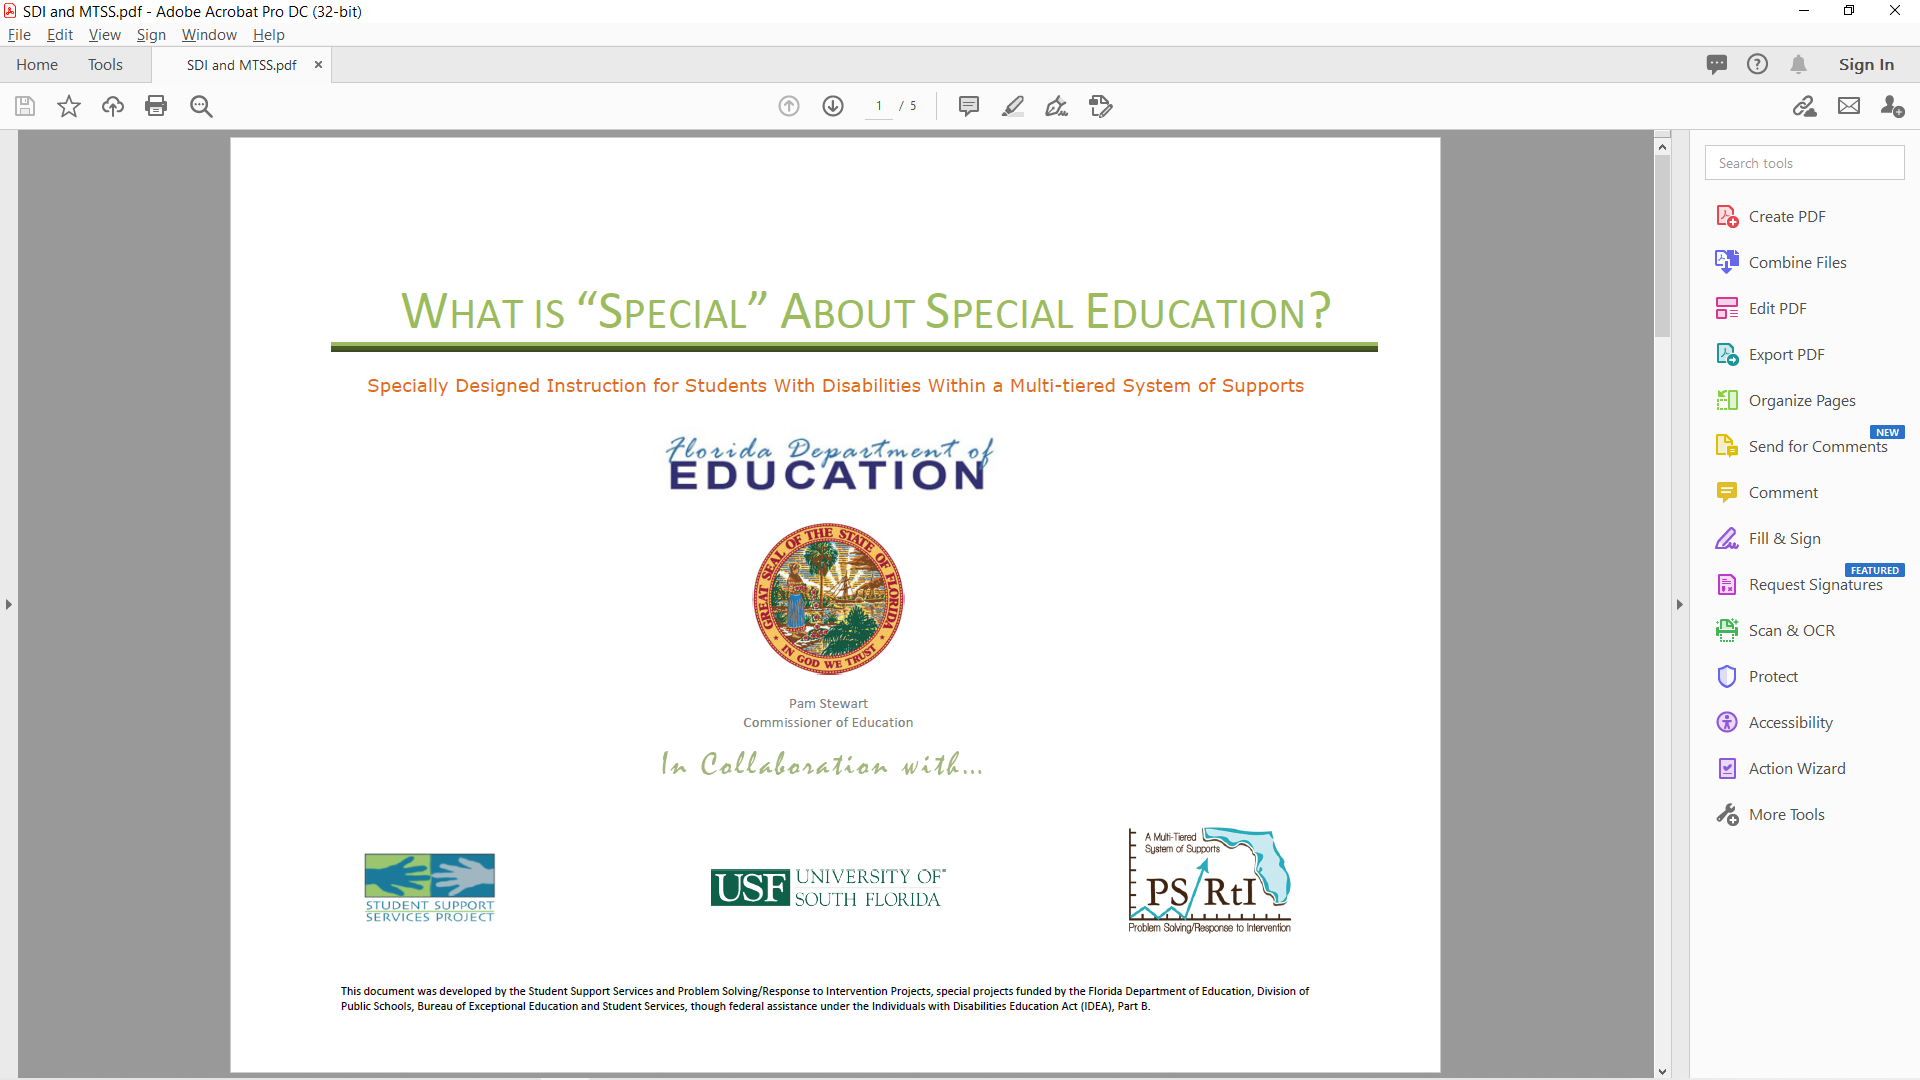 SDI and MTSS.pdf - Adobe Acrobat Pro DC (32-bit)
File Edit View Sign Window Help
Home Tools SDI and MTSS.pdf × Sign In
1 / 5
WHAT IS “SPECIAL” ABOUT SPECIAL EDUCATION?
Specially Designed Instruction for Students With Disabilities Within a Multi-tiered System of Supports
Florida Department of
EDUCATION
GREAT SEAL OF THE STATE OF FLORIDA
IN GOD WE TRUST
Pam Stewart
Commissioner of Education
In Collaboration with...
STUDENT SUPPORT
SERVICES PROJECT
USF UNIVERSITY OF
SOUTH FLORIDA
A Multi-Tiered
System of Supports
PS/RtI
Problem Solving/Response to Intervention
This document was developed by the Student Support Services and Problem Solving/Response to Intervention Projects, special projects funded by the Florida Department of Education, Division of
Public Schools, Bureau of Exceptional Education and Student Services, though federal assistance under the Individuals with Disabilities Education Act (IDEA), Part B.
Search tools
Create PDF
Combine Files
Edit PDF
Export PDF
Organize Pages
NEW
Send for Comments
Comment
Fill & Sign
FEATURED
Request Signatures
Scan & OCR
Protect
Accessibility
Action Wizard
More Tools